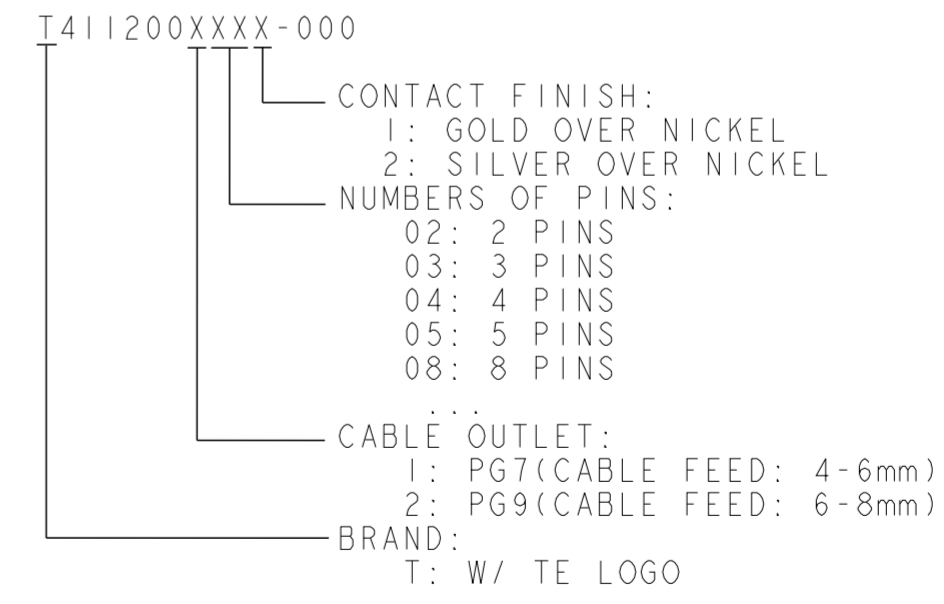 T411200XXXX-000
CONTACT FINISH:
1: GOLD OVER NICKEL
2: SILVER OVER NICKEL
NUMBERS OF PINS:
02: 2 PINS
03: 3 PINS
04: 4 PINS
05: 5 PINS
08: 8 PINS
...
CABLE OUTLET:
1: PG7(CABLE FEED: 4-6mm)
2: PG9(CABLE FEED: 6-8mm)
BRAND:
T: W/ TE LOGO